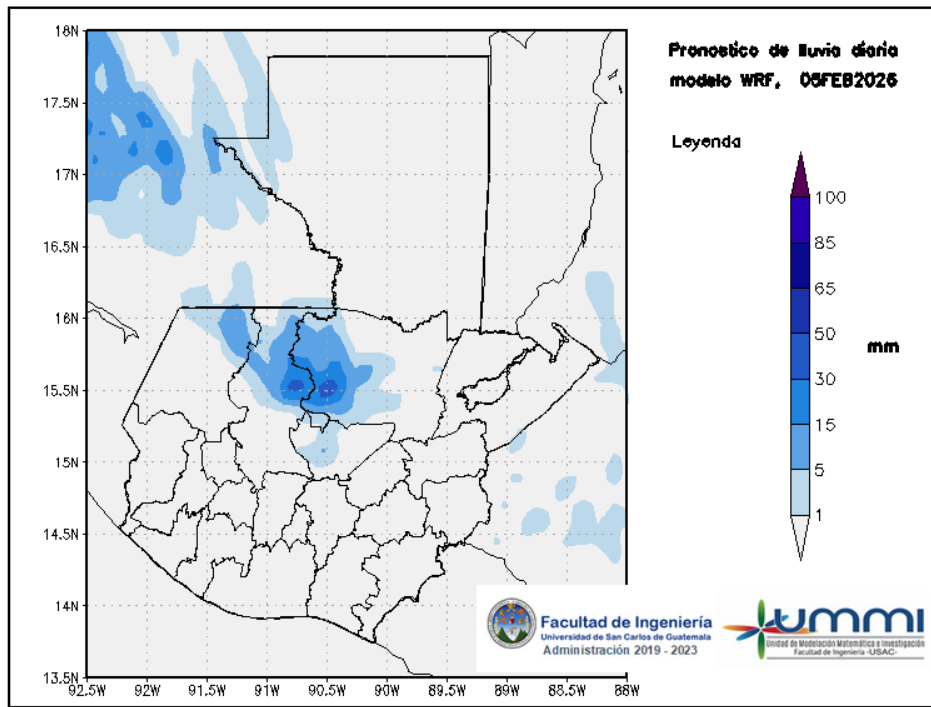 Pronostico de lluvia diaria
modelo WRF, 05FEB2026
Leyenda
100
85
65
50
30
15
5
1
mm
18N
17.5N
17N
16.5N
16N
15.5N
15N
14.5N
14N
13.5N
92.5W
92W
91.5W
91W
90.5W
90W
89.5W
89W
88.5W
88W
Facultad de Ingeniería
Universidad de San Carlos de Guatemala
Administración 2019 - 2023
UMMI
Unidad de Modelación Matemática e Investigación
Facultad de Ingeniería -USAC-